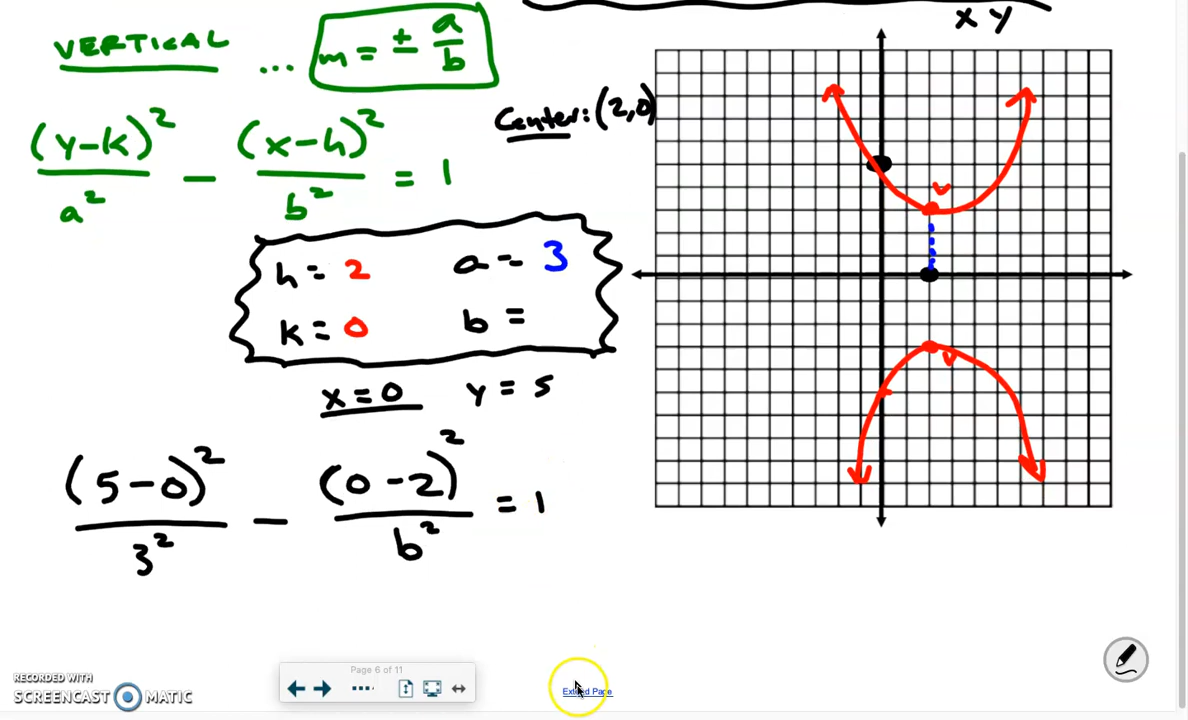 x y
VERTICAL ... m = ± a/b
Center: (2,0)
(y-k)²/a² - (x-h)²/b² = 1
h = 2 a = 3
k = 0 b =
x = 0 y = 5
v
v
(5-0)²/3² - (0-2)²/b² = 1
Page 6 of 11
Extend Page
RECORDED WITH
SCREENCAST MATIC